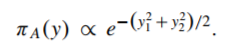 π_A(y) ∝ e^{-(y_1^2 + y_2^2)/2}.